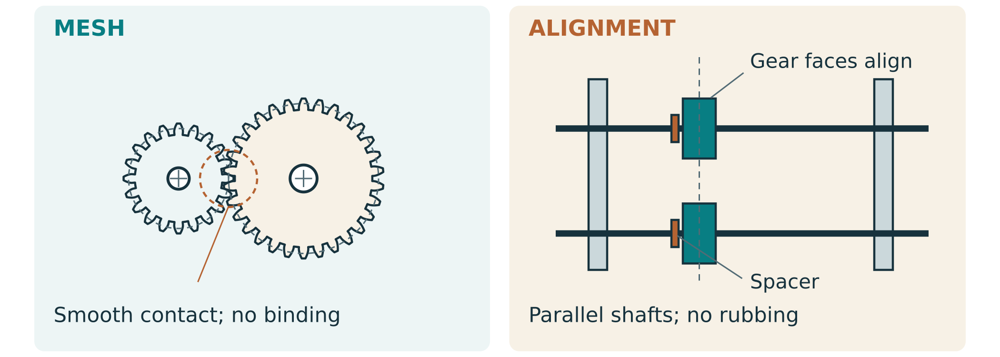 MESH
Smooth contact; no binding
ALIGNMENT
Gear faces align
Spacer
Parallel shafts; no rubbing